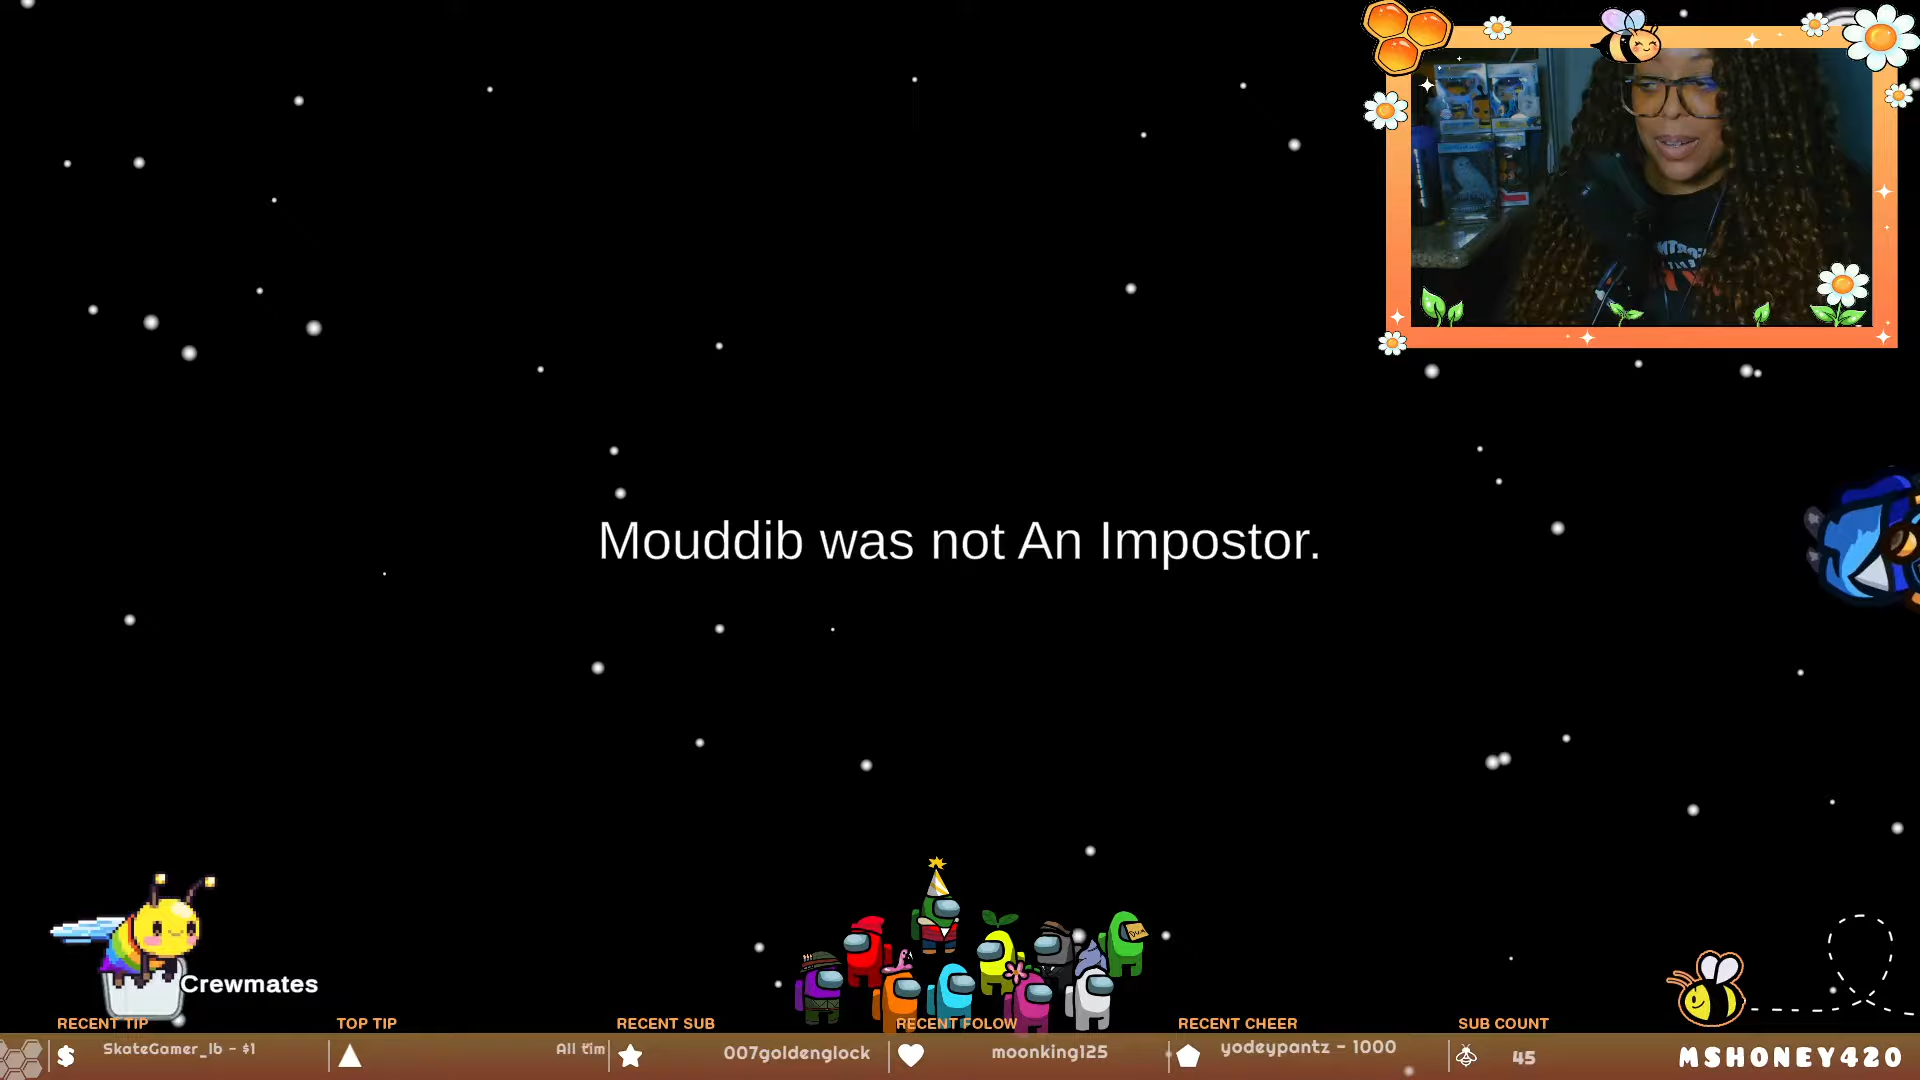 Mouddib was not An Impostor.
Crewmates
RECENT TIP
SkateGamer_lb - $1
TOP TIP
All tim
RECENT SUB
007goldenglock
RECENT FOLOW
moonking125
RECENT CHEER
yodeypantz - 1000
SUB COUNT
45
MSHONEY420